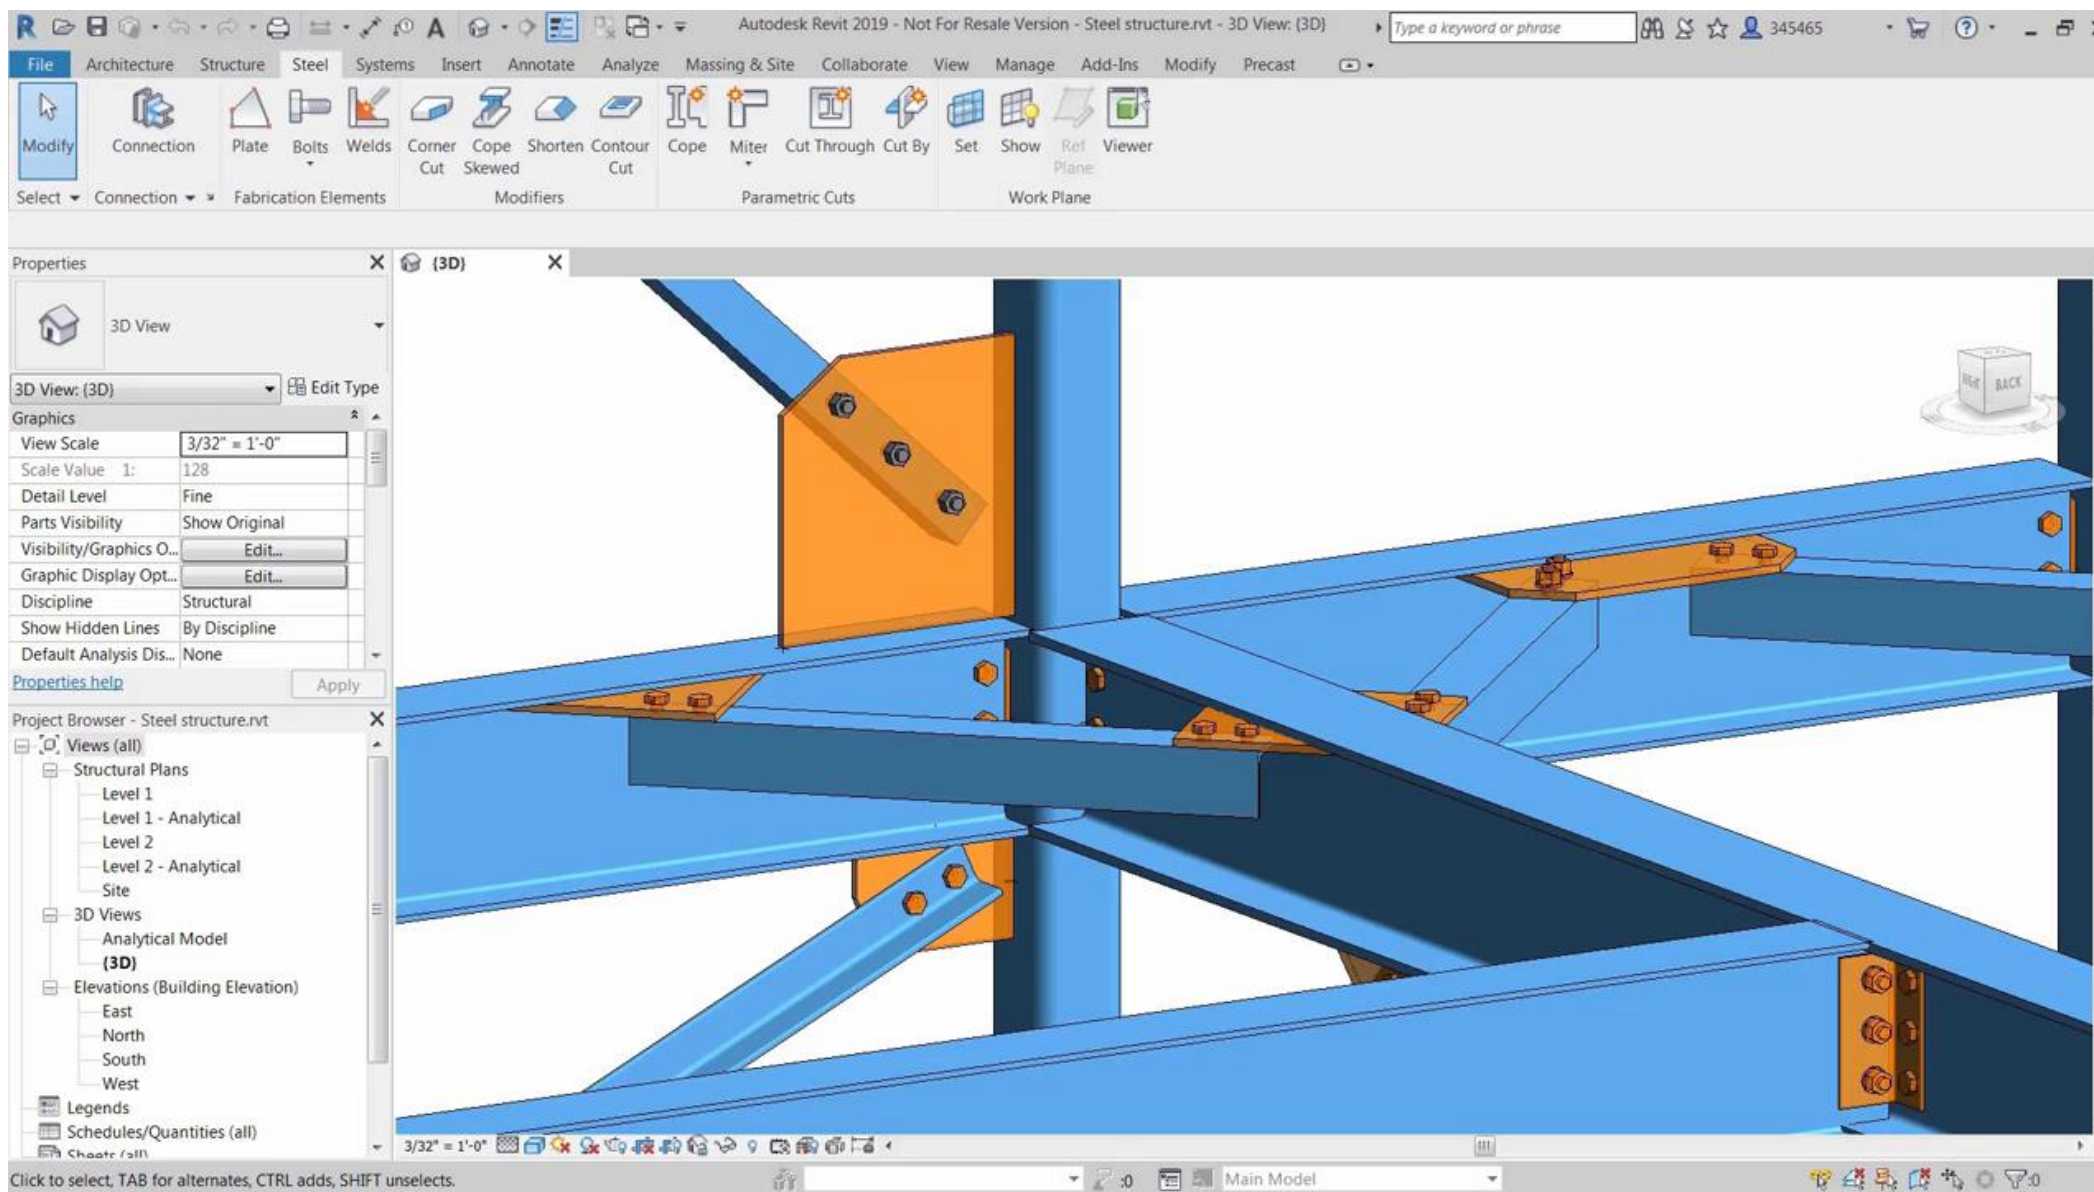 Autodesk Revit 2019 - Not For Resale Version - Steel structure.rvt - 3D View: {3D}
Type a keyword or phrase
345465
File Architecture Structure Steel Systems Insert Annotate Analyze Massing & Site Collaborate View Manage Add-Ins Modify Precast
Modify
Connection
Plate
Bolts
Welds
Corner Cut
Cope Skewed
Shorten
Contour Cut
Cope
Miter
Cut Through
Cut By
Set
Show
Ref Plane
Viewer
Select
Connection
Fabrication Elements
Modifiers
Parametric Cuts
Work Plane
Properties
{3D}
3D View
3D View: {3D}
Edit Type
Graphics
View Scale 3/32" = 1'-0"
Scale Value 1: 128
Detail Level Fine
Parts Visibility Show Original
Visibility/Graphics O... Edit...
Graphic Display Opt... Edit...
Discipline Structural
Show Hidden Lines By Discipline
Default Analysis Dis... None
Properties help
Apply
BACK
Project Browser - Steel structure.rvt
Views (all)
Structural Plans
Level 1
Level 1 - Analytical
Level 2
Level 2 - Analytical
Site
3D Views
Analytical Model
{3D}
Elevations (Building Elevation)
East
North
South
West
Legends
Schedules/Quantities (all)
Sheets (all)
3/32" = 1'-0"
Click to select, TAB for alternates, CTRL adds, SHIFT unselects.
:0
Main Model
:0